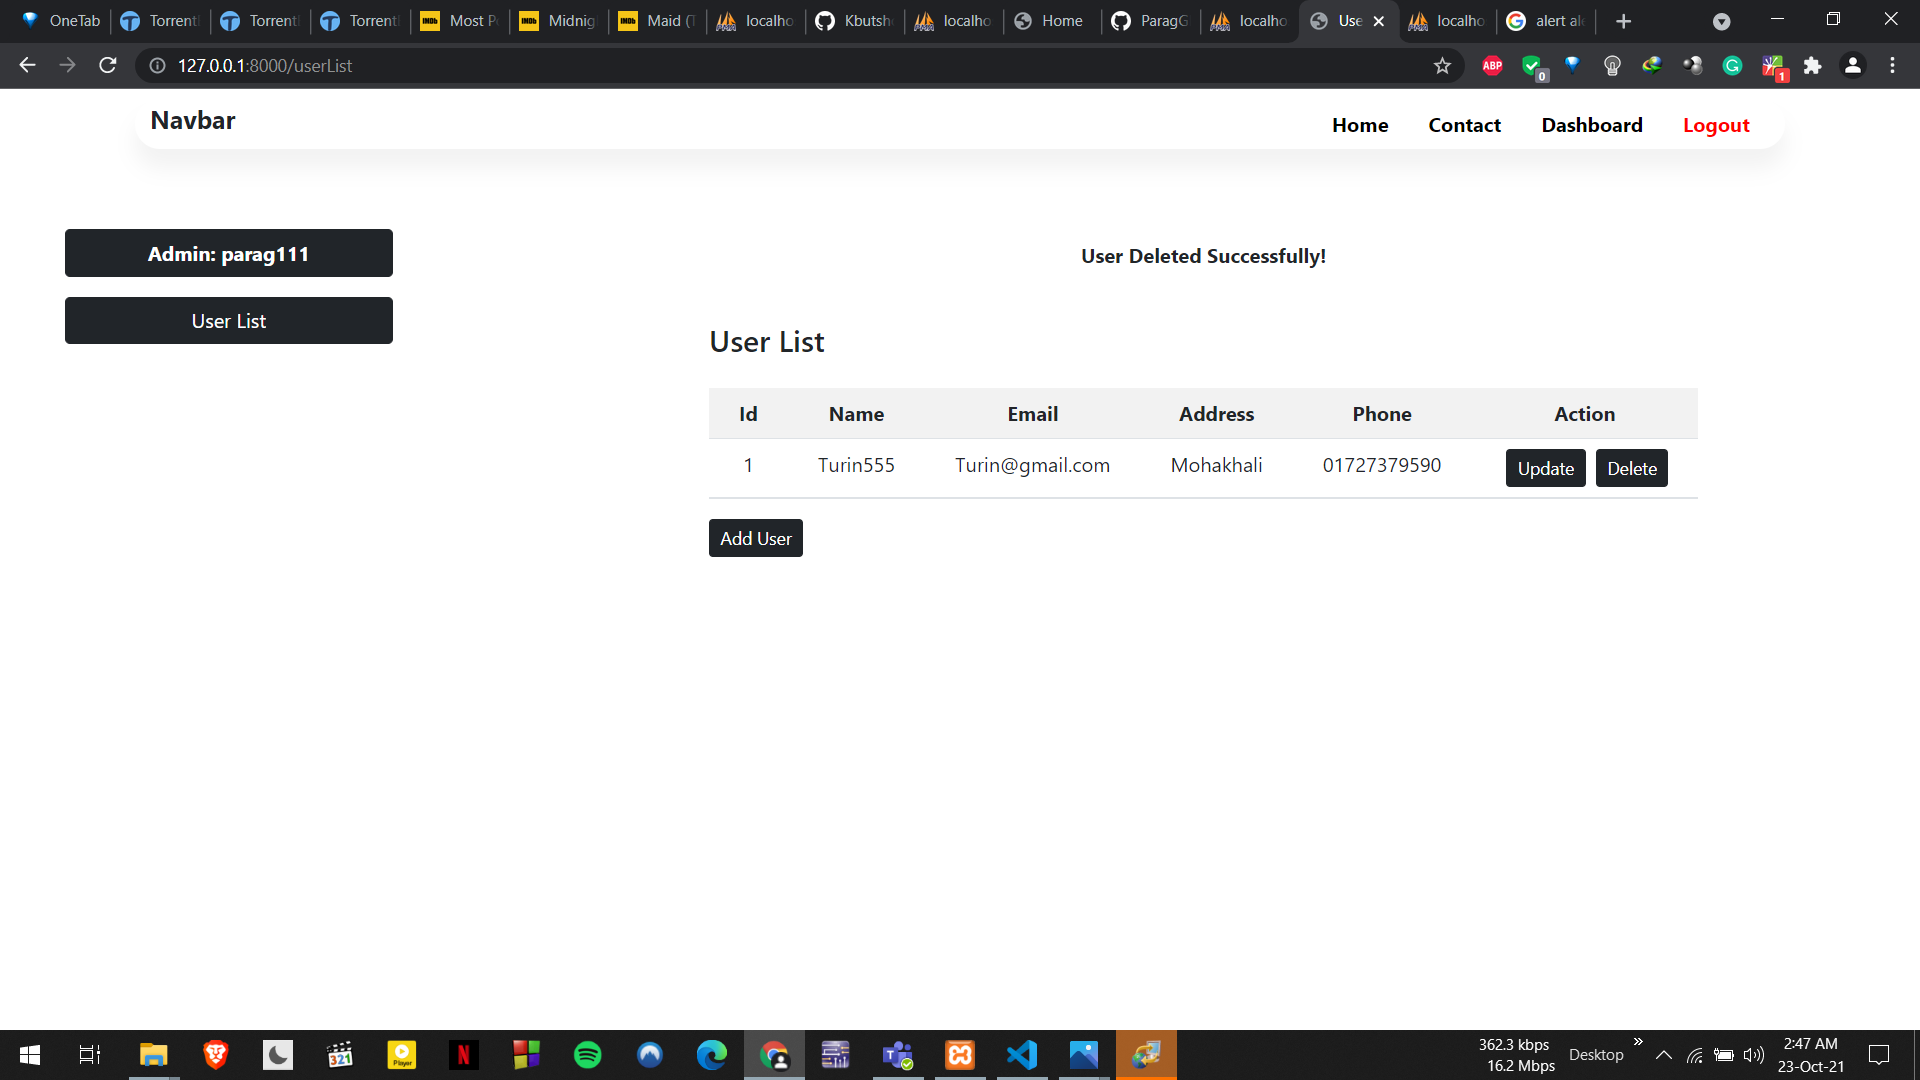 OneTab Torrent Torrent Torrent Most P Midnig Maid (T localho Kbutsh localho Home ParagG localho Use localho alert al
127.0.0.1:8000/userList
ABP 0 1
Navbar
Home Contact Dashboard Logout
Admin: parag111
User List
User Deleted Successfully!
User List
Id Name Email Address Phone Action
1 Turin555 Turin@gmail.com Mohakhali 01727379590 Update Delete
Add User
321 Player
362.3 kbps
16.2 Mbps
Desktop
2:47 AM
23-Oct-21